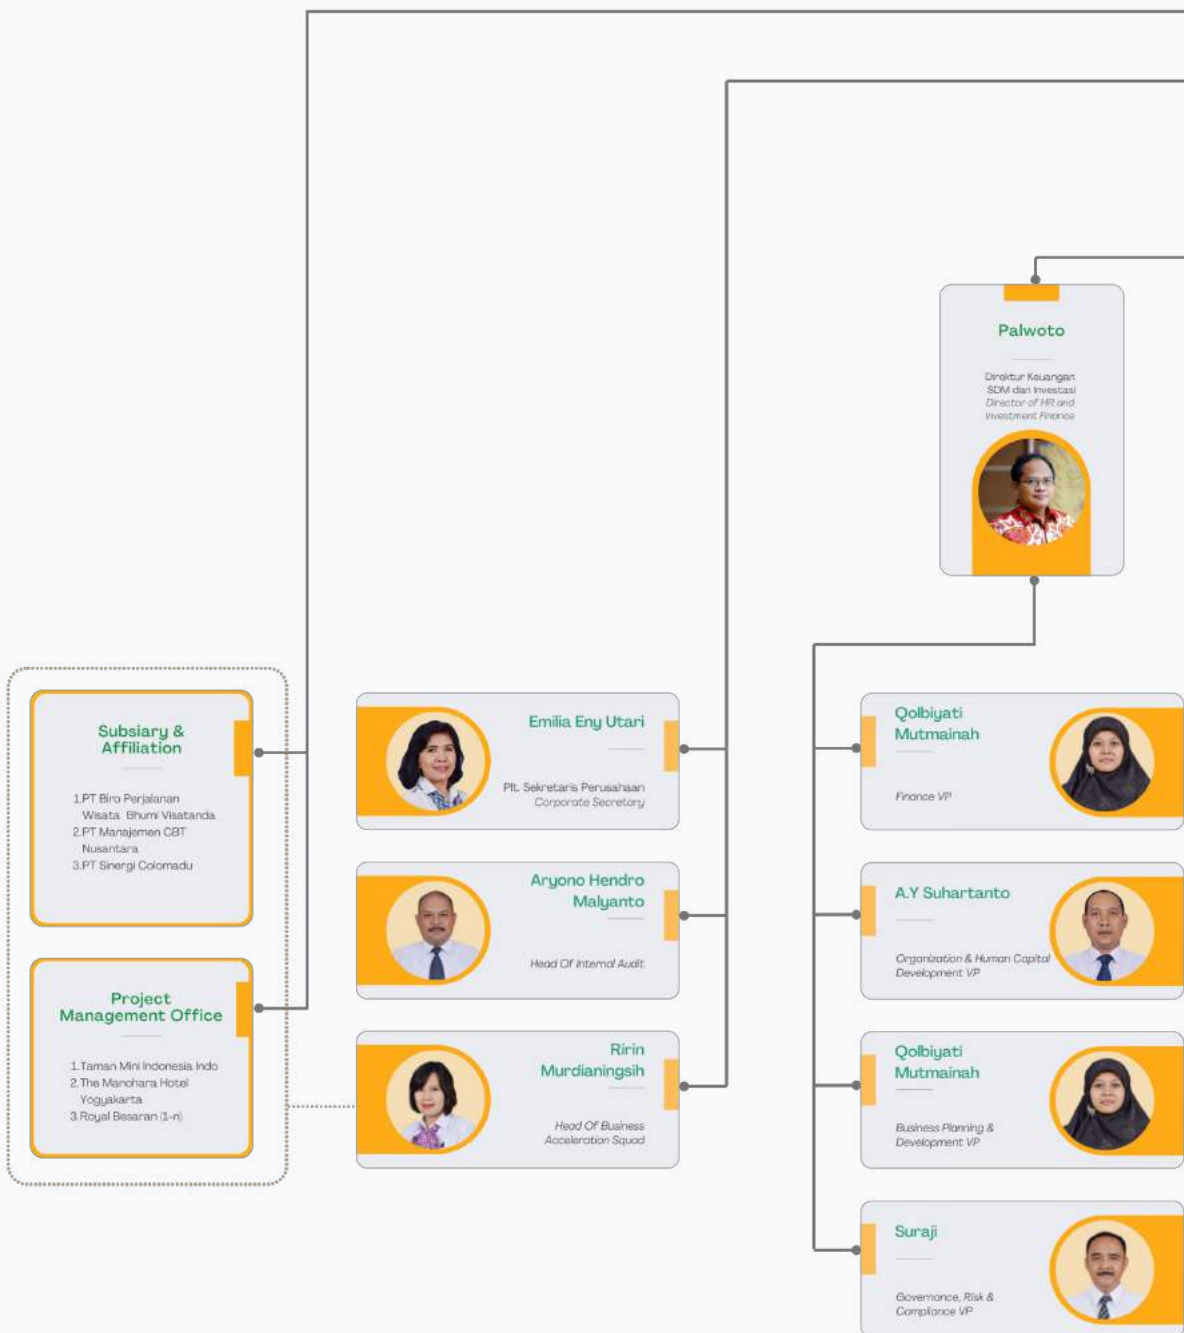 Palwoto
Direktur Keuangan
SDM dan Investasi
Director of HR and
Investment Finance
Subsiary &
Affiliation
1.PT Biro Perjalanan
Wisata Bhumi Visatanda
2.PT Manajemen CBT
Nusantara
3.PT Sinergi Colomadu
Project
Management Office
1.Taman Mini Indonesia Indo
2.The Manohara Hotel
Yogyakarta
3.Royal Besaran (1-n)
Emilia Eny Utari
Plt. Sekretaris Perusahaan
Corporate Secretary
Aryono Hendro
Malyanto
Head Of Internal Audit
Ririn
Murdianingsih
Head Of Business
Acceleration Squad
Qolbiyati
Mutmainah
Finance VP
A.Y Suhartanto
Organization & Human Capital
Development VP
Qolbiyati
Mutmainah
Business Planning &
Development VP
Suraji
Governance, Risk &
Compliance VP